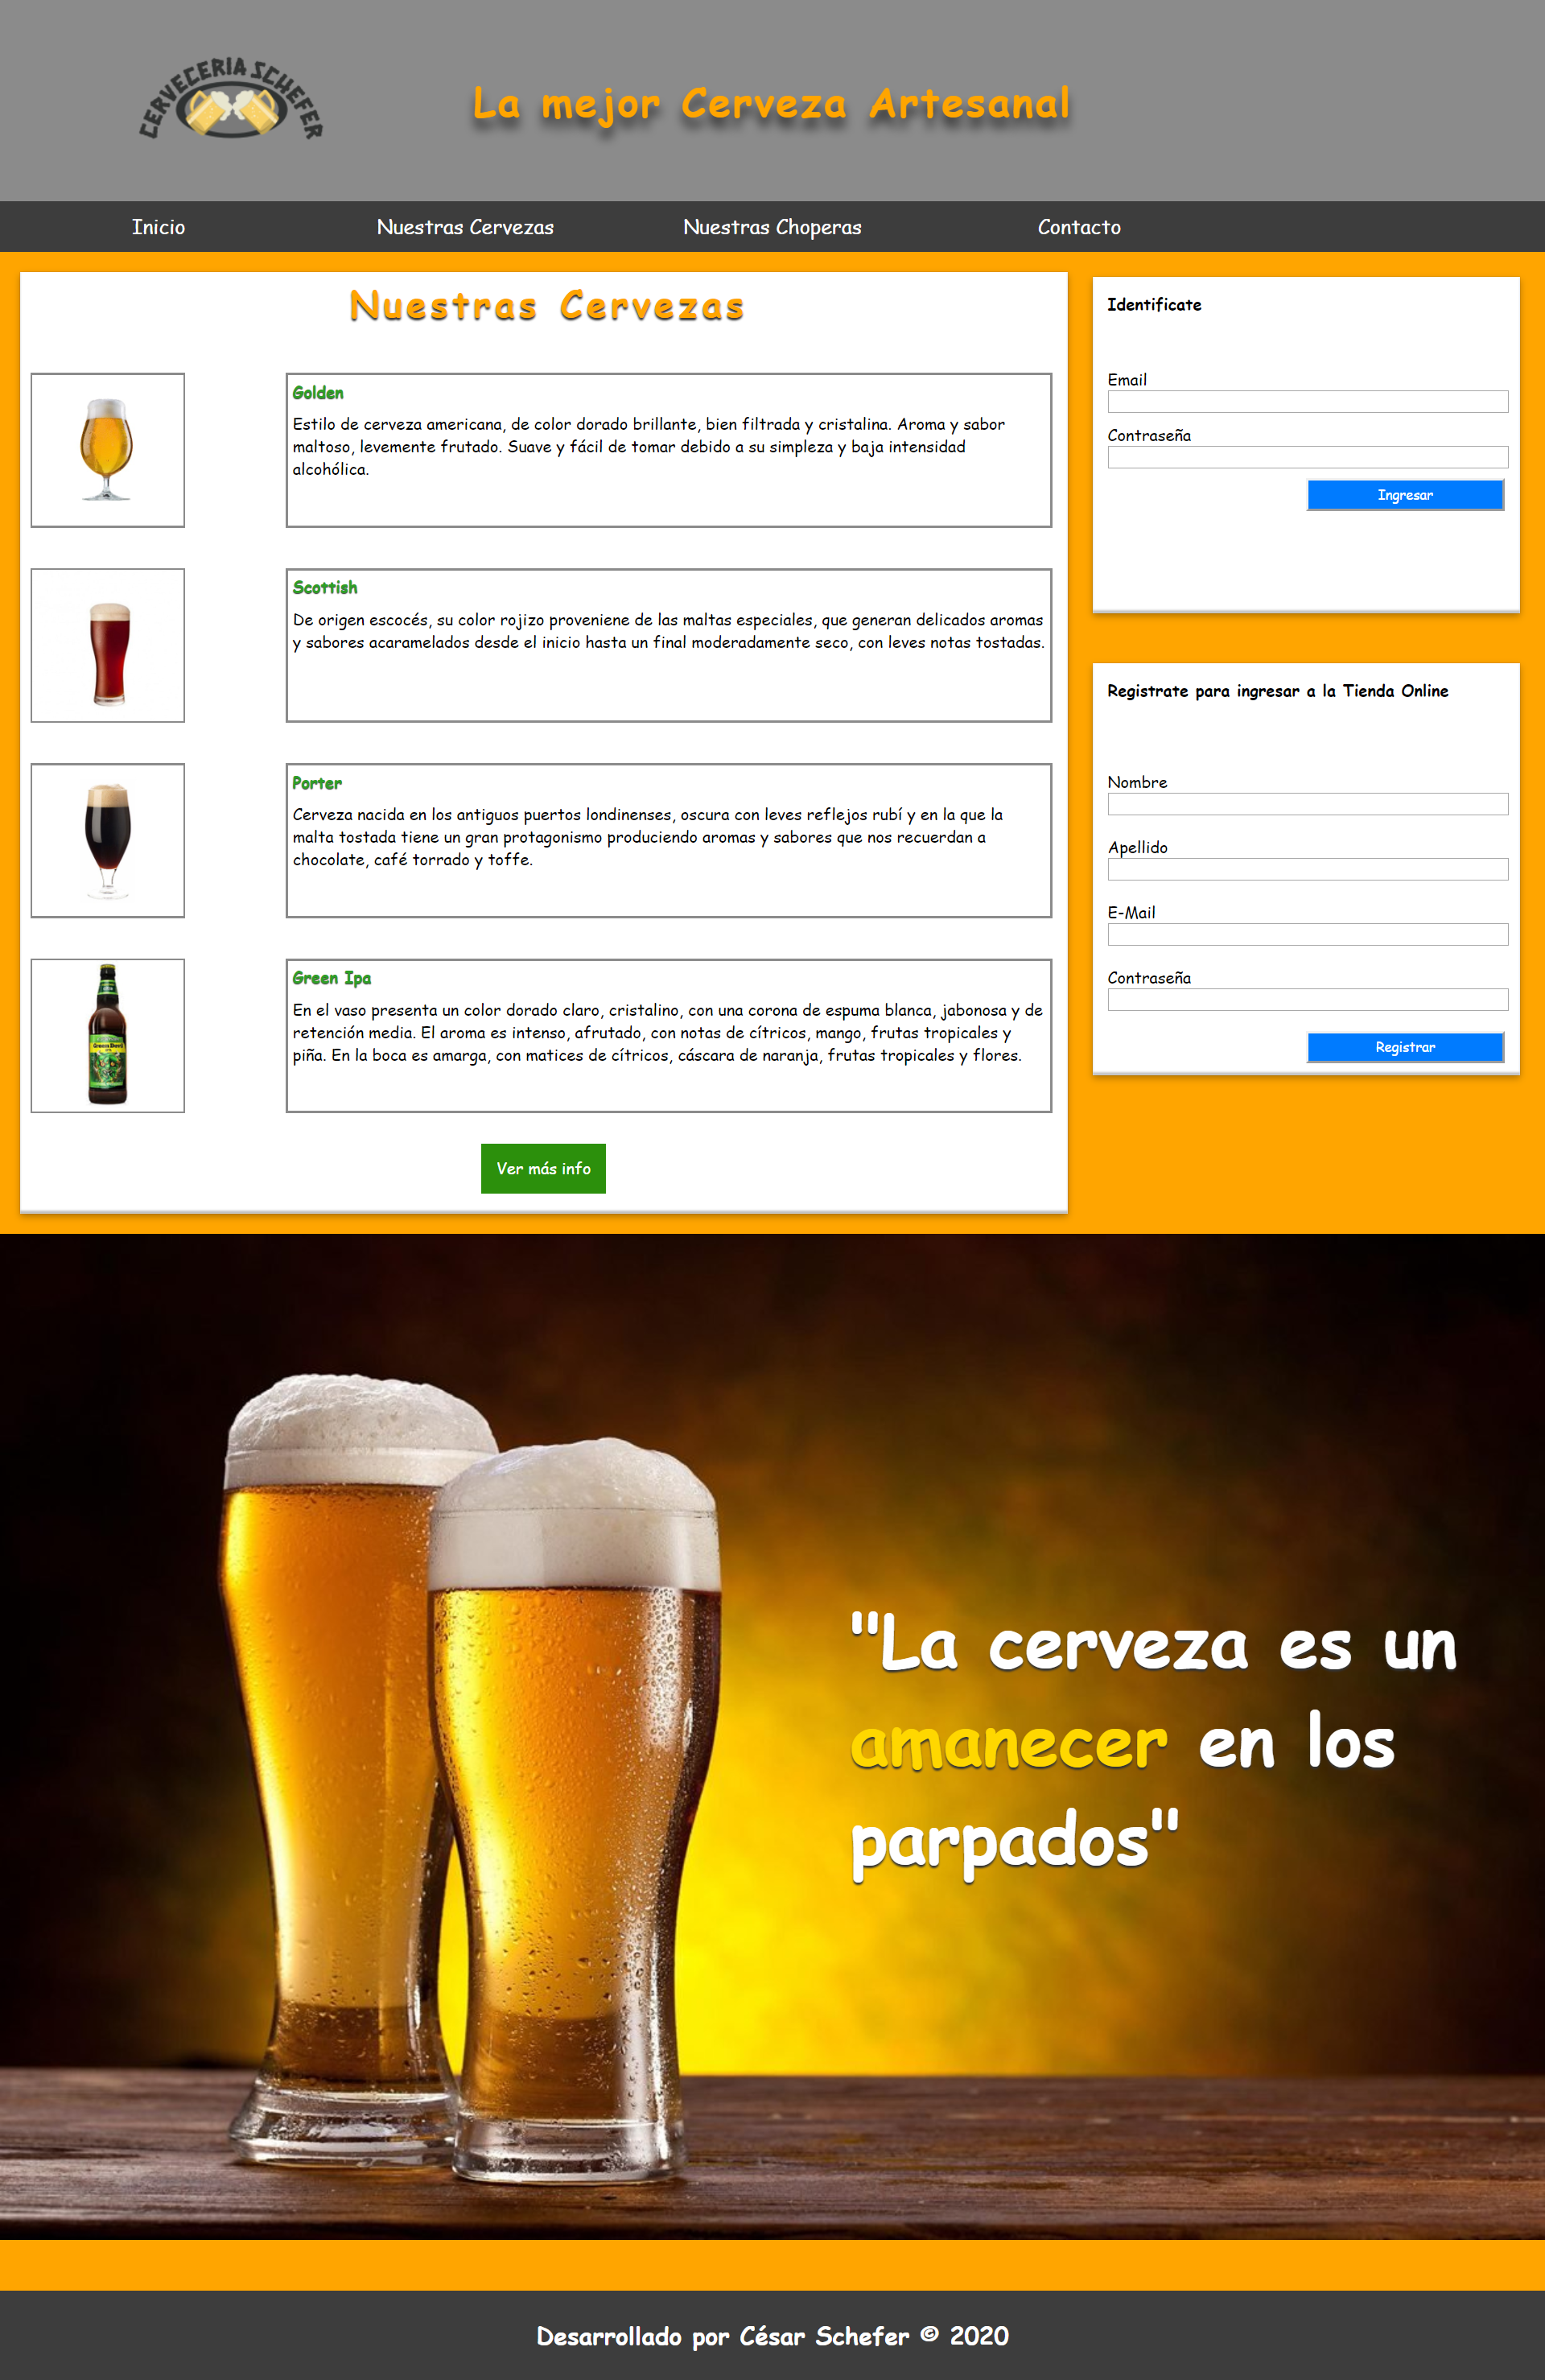 CERVECERIA SCHEFER
La mejor Cerveza Artesanal
Inicio
Nuestras Cervezas
Nuestras Choperas
Contacto
Nuestras Cervezas
Golden
Estilo de cerveza americana, de color dorado brillante, bien filtrada y cristalina. Aroma y sabor
maltoso, levemente frutado. Suave y fácil de tomar debido a su simpleza y baja intensidad
alcohólica.
Scottish
De origen escocés, su color rojizo proveniene de las maltas especiales, que generan delicados aromas
y sabores acaramelados desde el inicio hasta un final moderadamente seco, con leves notas tostadas.
Porter
Cerveza nacida en los antiguos puertos londinenses, oscura con leves reflejos rubí y en la que la
malta tostada tiene un gran protagonismo produciendo aromas y sabores que nos recuerdan a
chocolate, café torrado y toffe.
Green Ipa
En el vaso presenta un color dorado claro, cristalino, con una corona de espuma blanca, jabonosa y de
retención media. El aroma es intenso, afrutado, con notas de cítricos, mango, frutas tropicales y
piña. En la boca es amarga, con matices de cítricos, cáscara de naranja, frutas tropicales y flores.
Ver más info
Identificate
Email
Contraseña
Ingresar
Registrate para ingresar a la Tienda Online
Nombre
Apellido
E-Mail
Contraseña
Registrar
"La cerveza es un
amanecer en los
parpados"
Desarrollado por César Schefer © 2020